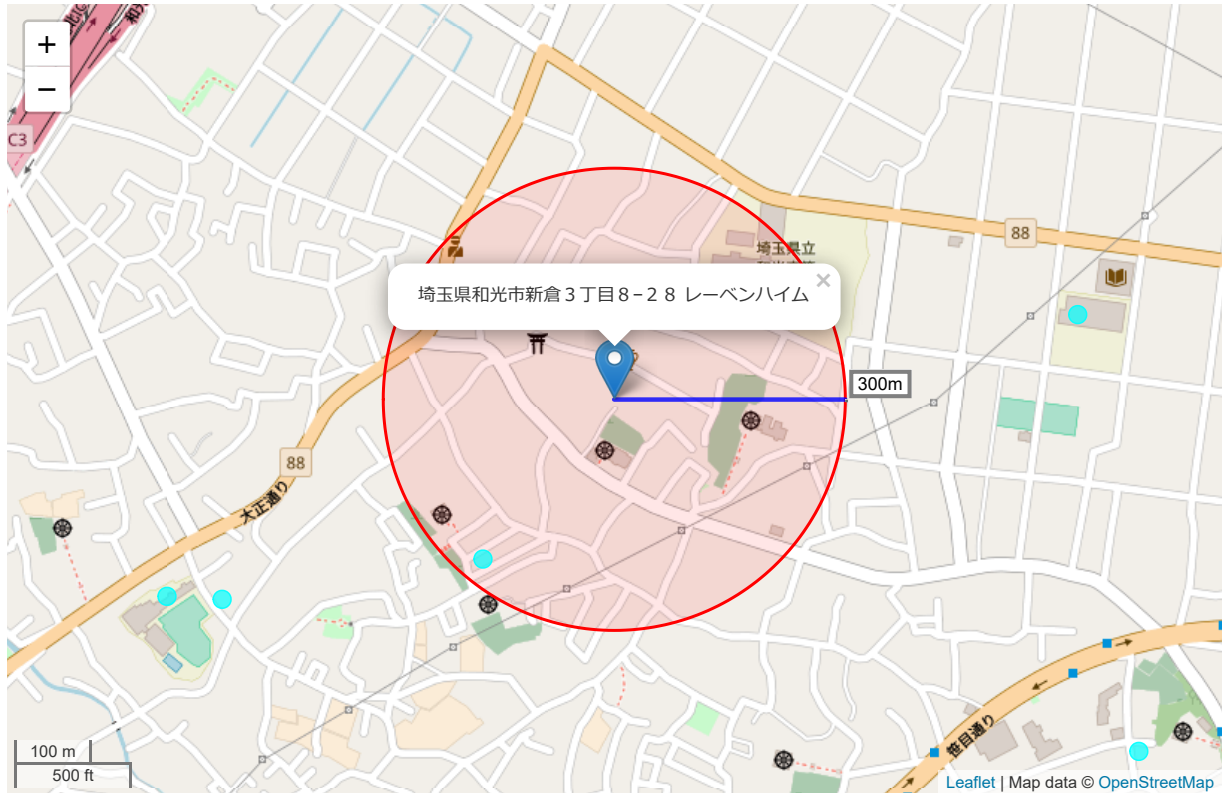 +
−
C3
埼玉県立
88
埼玉県和光市新倉３丁目８−２８ レーベンハイム
×
300m
88
大正通り
笹目通り
100 m
500 ft
Leaflet | Map data © OpenStreetMap